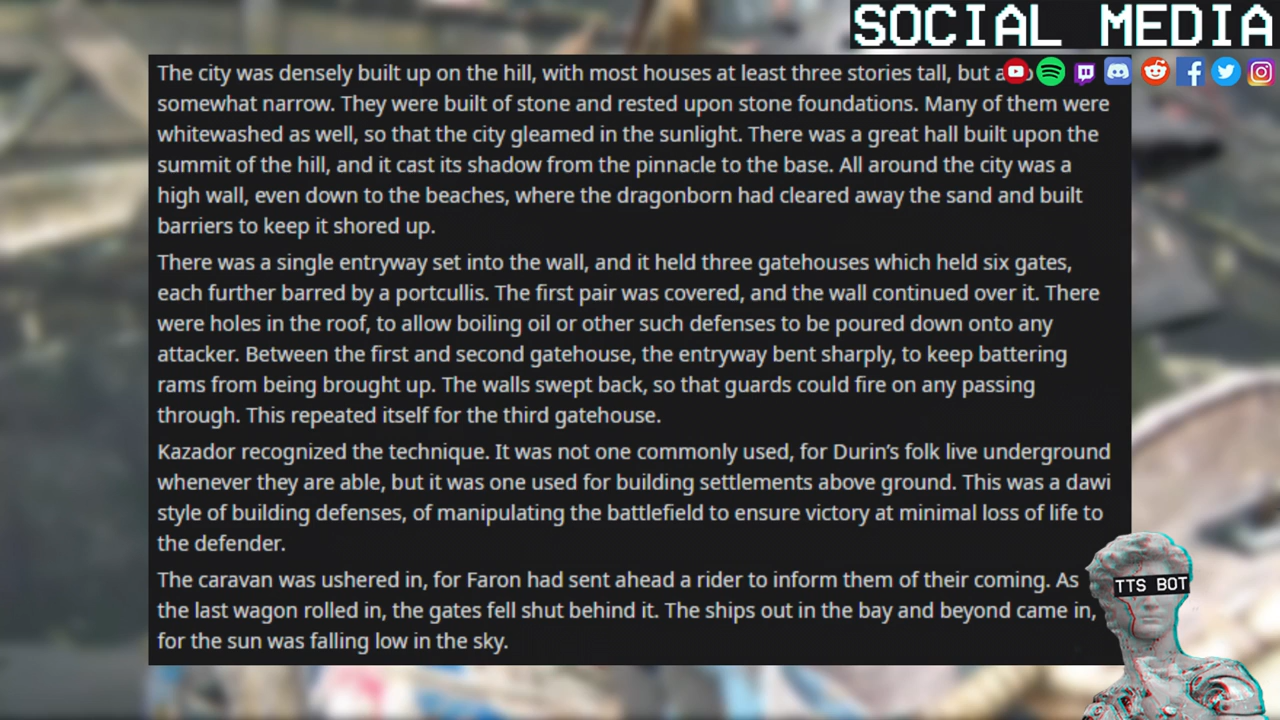 SOCIAL MEDIA
The city was densely built up on the hill, with most houses at least three stories tall, but
somewhat narrow. They were built of stone and rested upon stone foundations. Many of them were
whitewashed as well, so that the city gleamed in the sunlight. There was a great hall built upon the
summit of the hill, and it cast its shadow from the pinnacle to the base. All around the city was a
high wall, even down to the beaches, where the dragonborn had cleared away the sand and built
barriers to keep it shored up.
There was a single entryway set into the wall, and it held three gatehouses which held six gates,
each further barred by a portcullis. The first pair was covered, and the wall continued over it. There
were holes in the roof, to allow boiling oil or other such defenses to be poured down onto any
attacker. Between the first and second gatehouse, the entryway bent sharply, to keep battering
rams from being brought up. The walls swept back, so that guards could fire on any passing
through. This repeated itself for the third gatehouse.
Kazador recognized the technique. It was not one commonly used, for Durin’s folk live underground
whenever they are able, but it was one used for building settlements above ground. This was a dawi
style of building defenses, of manipulating the battlefield to ensure victory at minimal loss of life to
the defender.
The caravan was ushered in, for Faron had sent ahead a rider to inform them of their coming. As
the last wagon rolled in, the gates fell shut behind it. The ships out in the bay and beyond came in,
for the sun was falling low in the sky.
TTS BOT